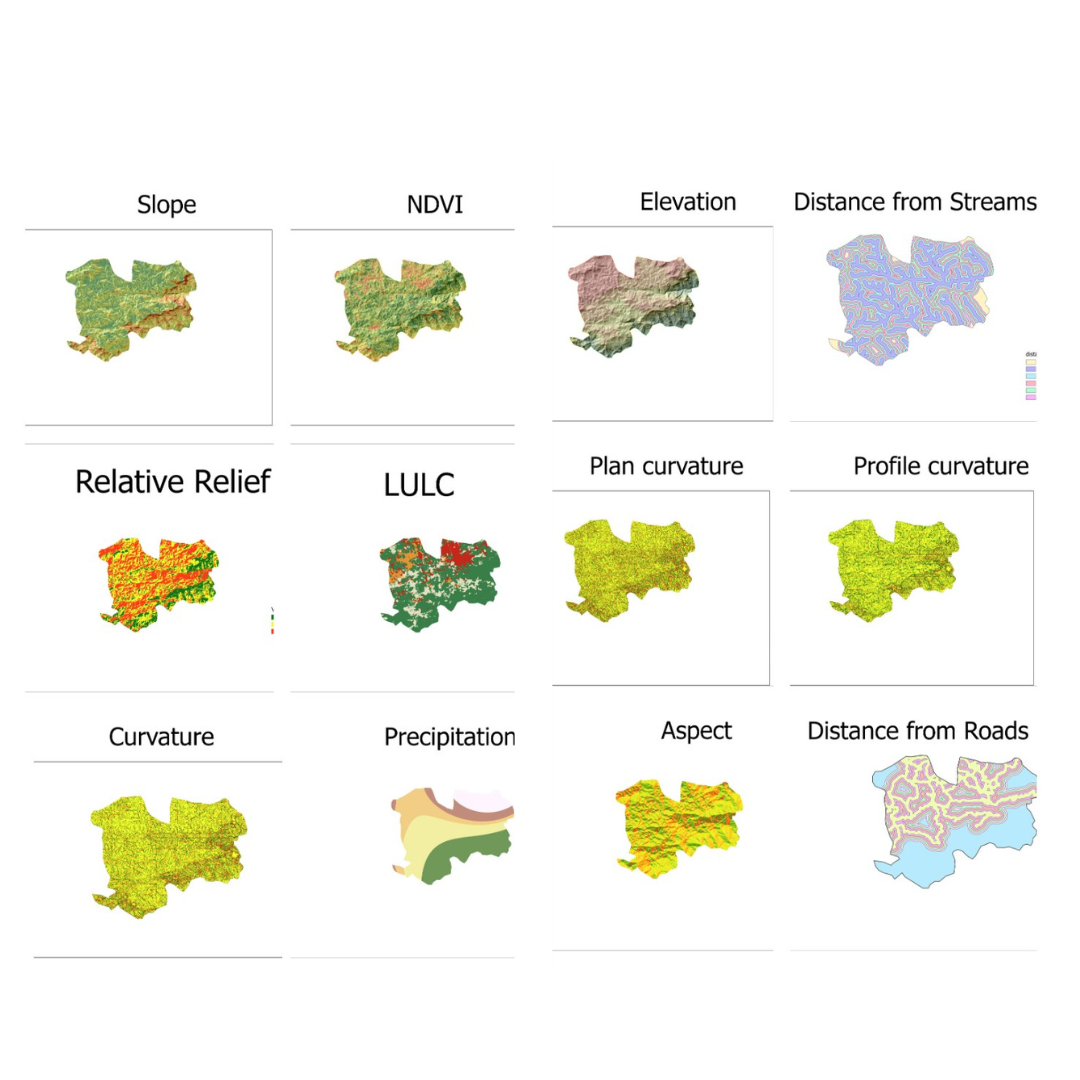 Slope
NDVI
Elevation
Distance from Streams
Relative Relief
LULC
Plan curvature
Profile curvature
Curvature
Precipitation
Aspect
Distance from Roads